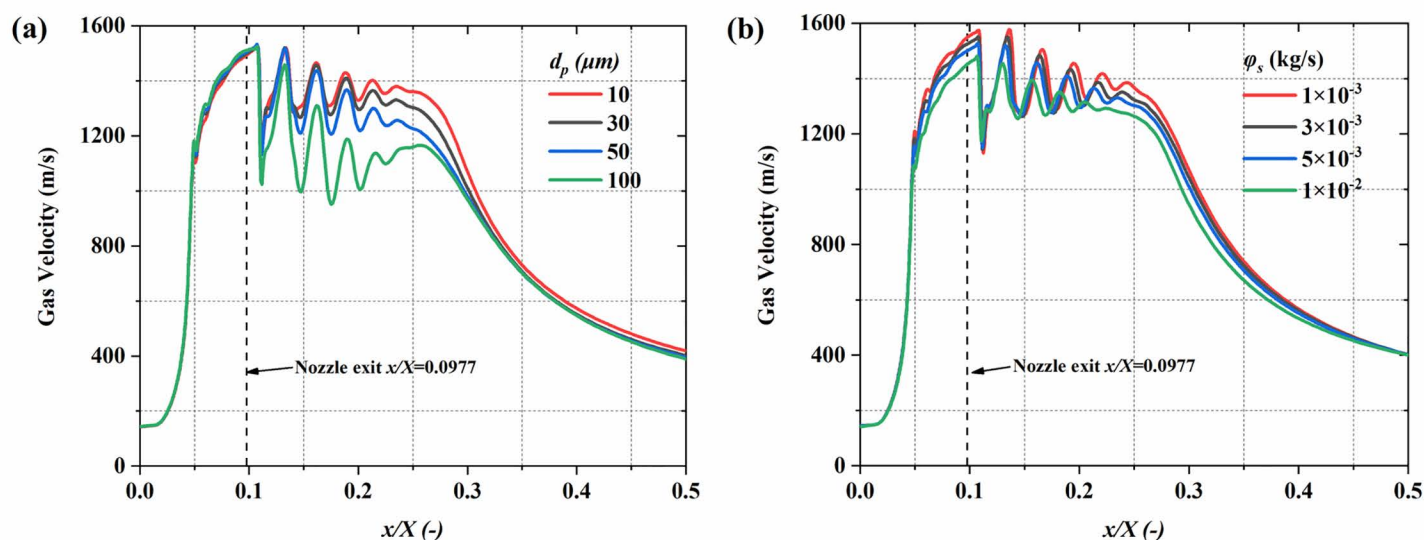 (a)
1600
1200
800
400
0
Gas Velocity (m/s)
d_p (μm)
10
30
50
100
Nozzle exit x/X=0.0977
0.0 0.1 0.2 0.3 0.4 0.5
x/X (-)
(b)
1600
1200
800
400
0
Gas Velocity (m/s)
φ_s (kg/s)
1×10⁻³
3×10⁻³
5×10⁻³
1×10⁻²
Nozzle exit x/X=0.0977
0.0 0.1 0.2 0.3 0.4 0.5
x/X (-)